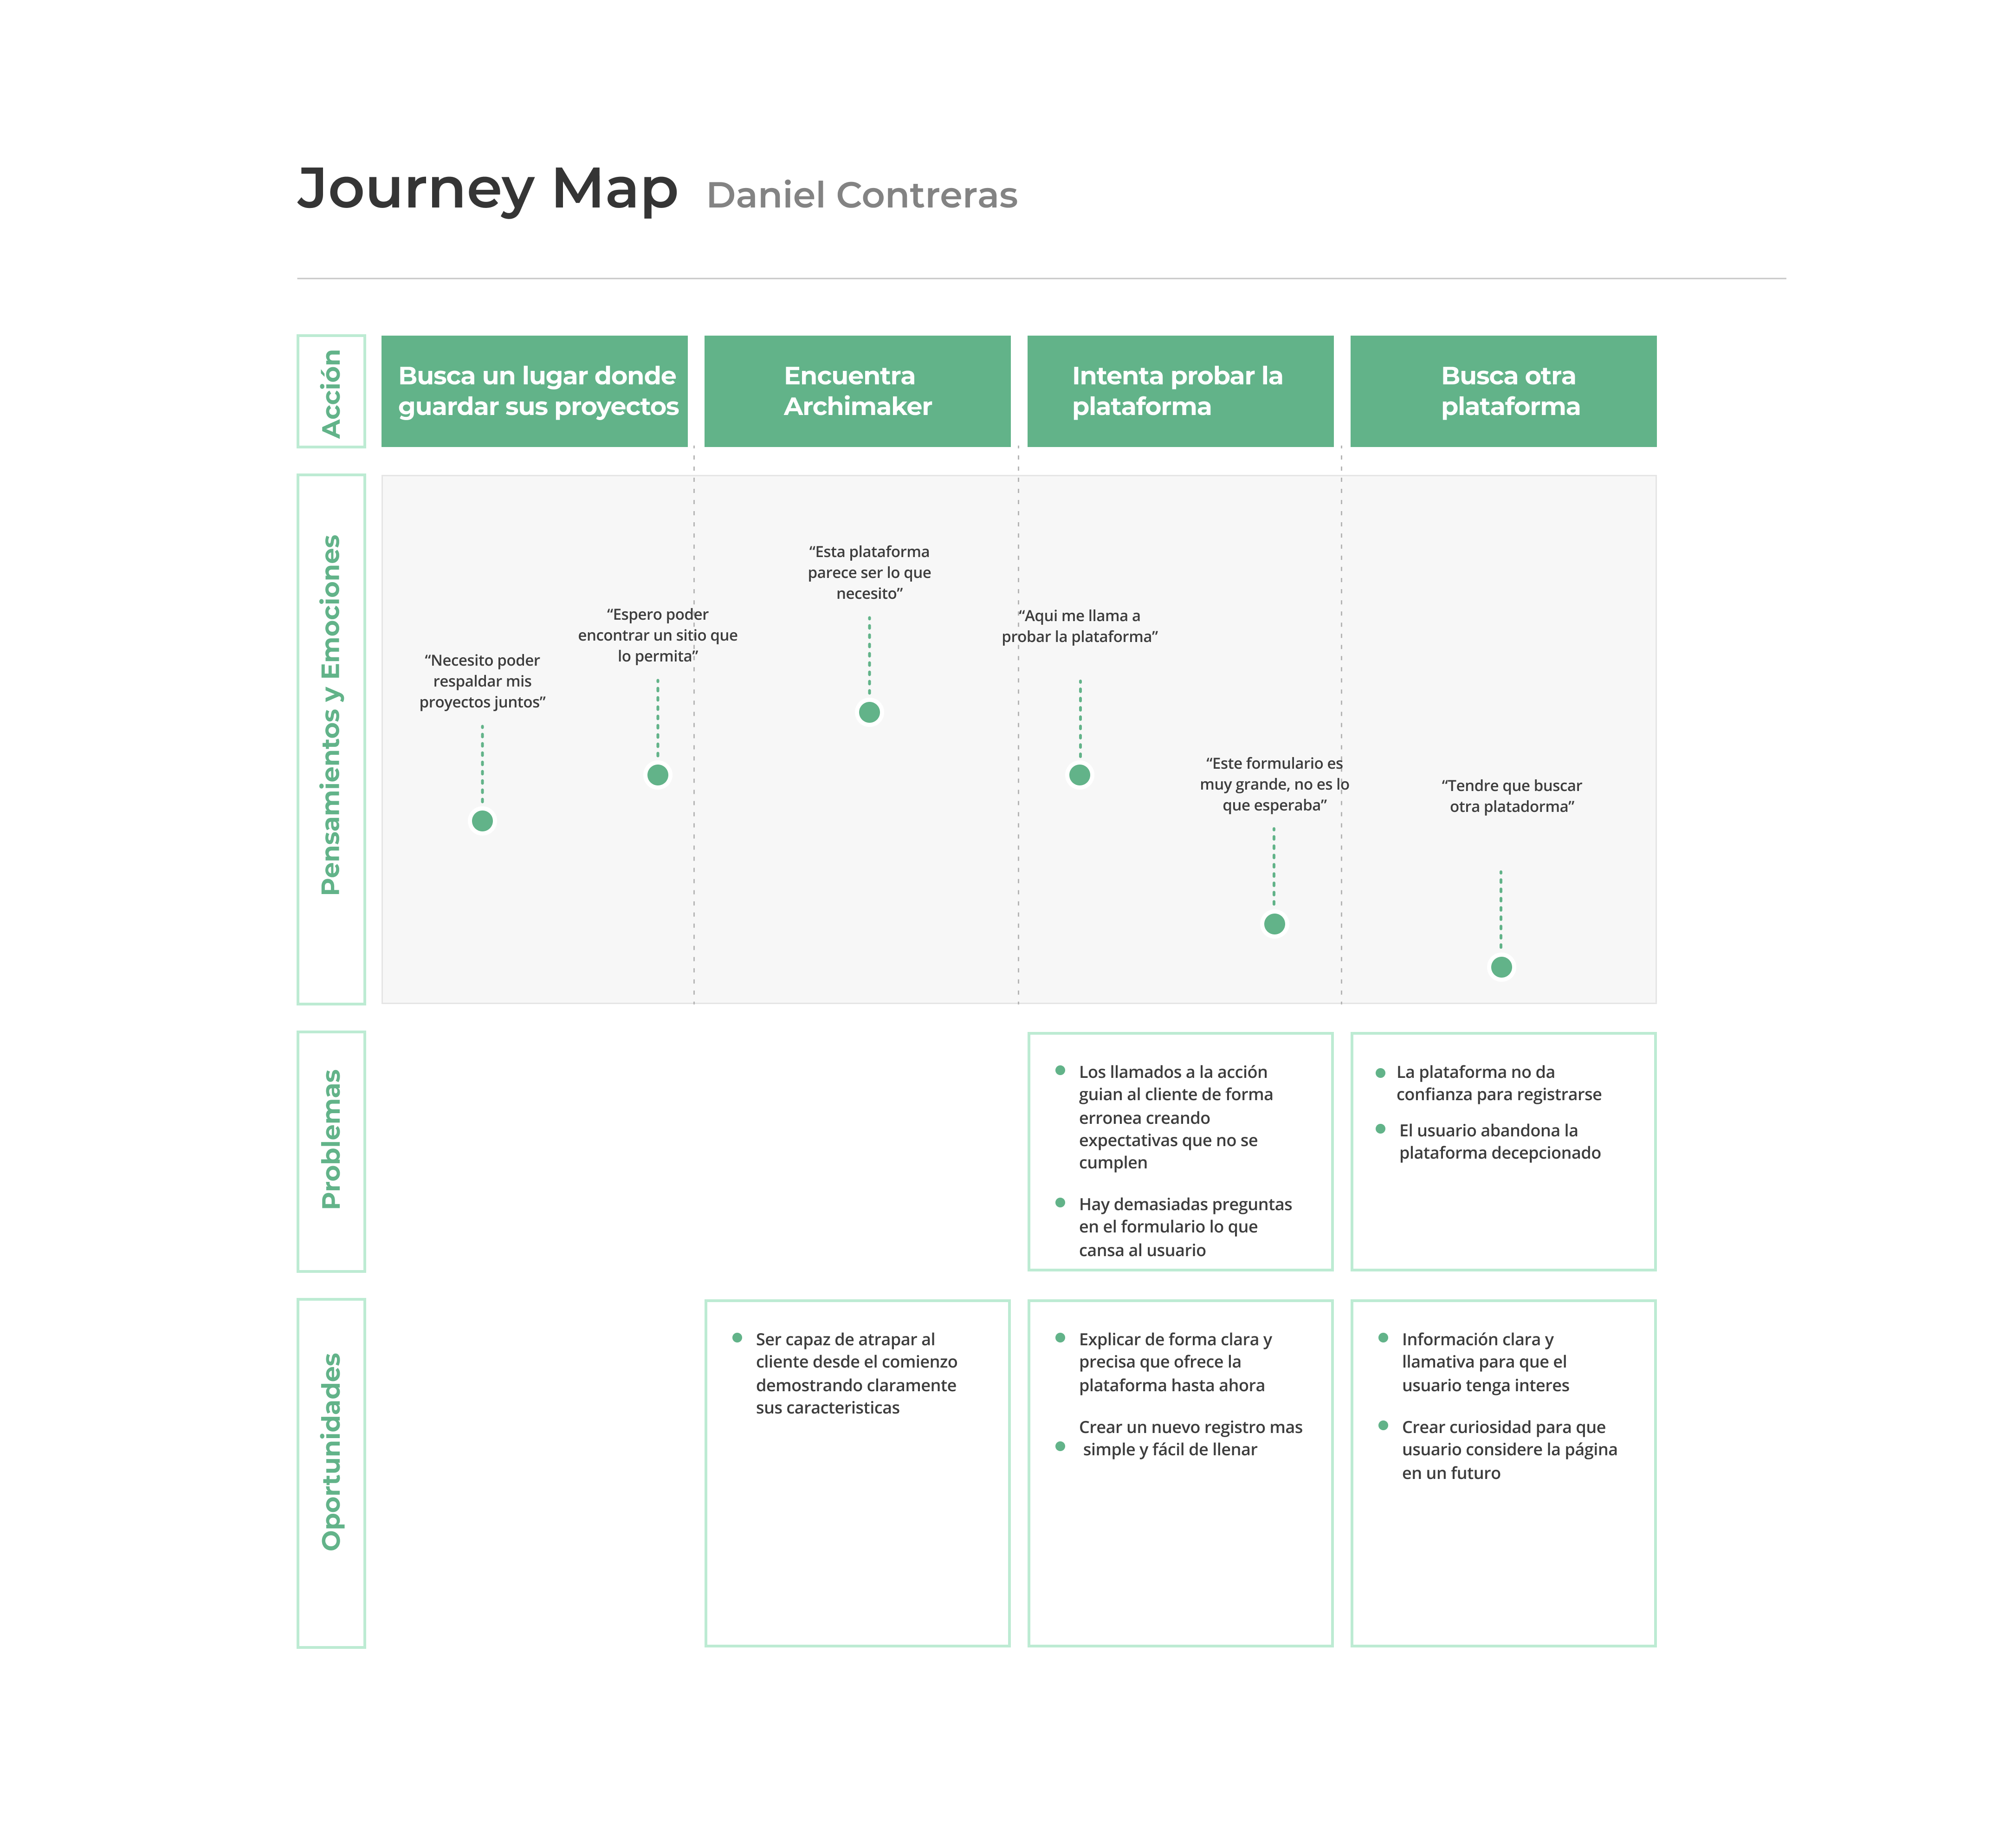 Journey Map Daniel Contreras
Acción
Busca un lugar donde
guardar sus proyectos
Encuentra
Archimaker
Intenta probar la
plataforma
Busca otra
plataforma
Pensamientos y Emociones
“Necesito poder
respaldar mis
proyectos juntos”
“Espero poder
encontrar un sitio que
lo permita”
“Esta plataforma
parece ser lo que
necesito”
“Aqui me llama a
probar la plataforma”
“Este formulario es
muy grande, no es lo
que esperaba”
“Tendre que buscar
otra platadorma”
Problemas
Los llamados a la acción
guian al cliente de forma
erronea creando
expectativas que no se
cumplen
Hay demasiadas preguntas
en el formulario lo que
cansa al usuario
La plataforma no da
confianza para registrarse
El usuario abandona la
plataforma decepcionado
Oportunidades
Ser capaz de atrapar al
cliente desde el comienzo
demostrando claramente
sus caracteristicas
Explicar de forma clara y
precisa que ofrece la
plataforma hasta ahora
Crear un nuevo registro mas
simple y fácil de llenar
Información clara y
llamativa para que el
usuario tenga interes
Crear curiosidad para que
usuario considere la página
en un futuro